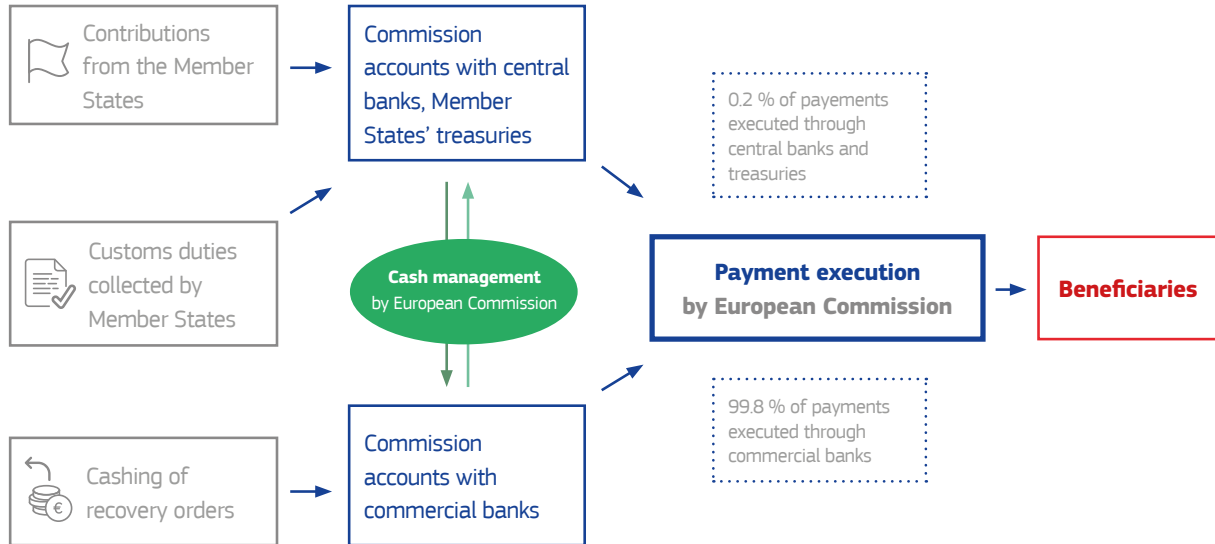 Contributions
from the Member
States
Commission
accounts with central
banks, Member
States' treasuries
0.2 % of payements
executed through
central banks and
treasuries
Customs duties
collected by
Member States
Cash management
by European Commission
Payment execution
by European Commission
Beneficiaries
99.8 % of payments
executed through
commercial banks
€
Cashing of
recovery orders
Commission
accounts with
commercial banks